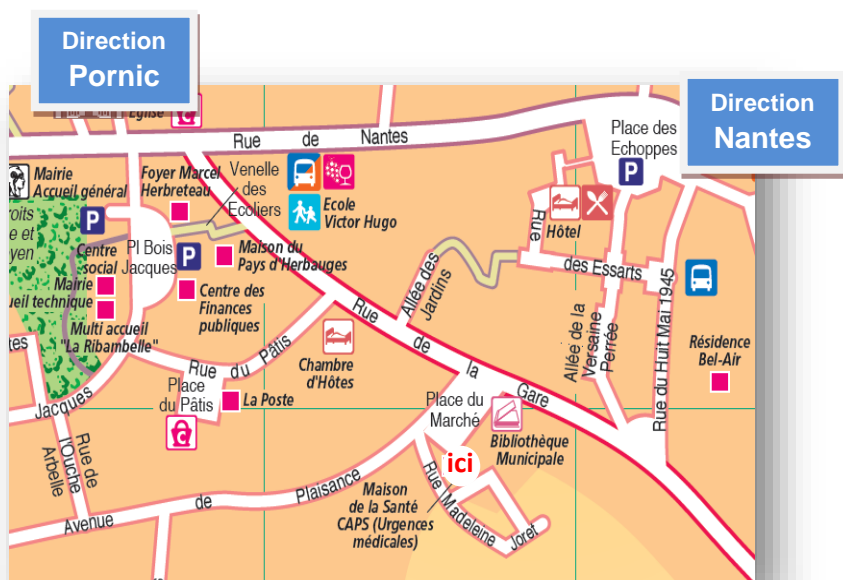 Direction
Pornic
Direction
Nantes
Eglise
Rue de Nantes
Place des
Echoppes
P
Mairie
Accueil général
Foyer Marcel
Herbreteau
Venelle
des
Ecoliers
Ecole
Victor Hugo
Hôtel
Rue
des Essarts
P
Pl Bois
Jacques
P
Maison du
Pays d'Herbauges
Centre
social
Mairie
ueil technique
Multi accueil
"La Ribambelle"
Centre des
Finances
publiques
Allée des
Jardins
Rue de la Gare
Allée de la
Versaine
Perrée
Rue du Huit Mai 1945
Résidence
Bel-Air
Chambre
d'Hôtes
Rue du Pâtis
Place
du Pâtis
La Poste
Jacques
Rue de
l'Ouche
Arbelle
Place du
Marché
Bibliothèque
Municipale
ici
Maison
de la Santé
CAPS (Urgences
médicales)
Rue Madeleine Joret
Avenue de Plaisance